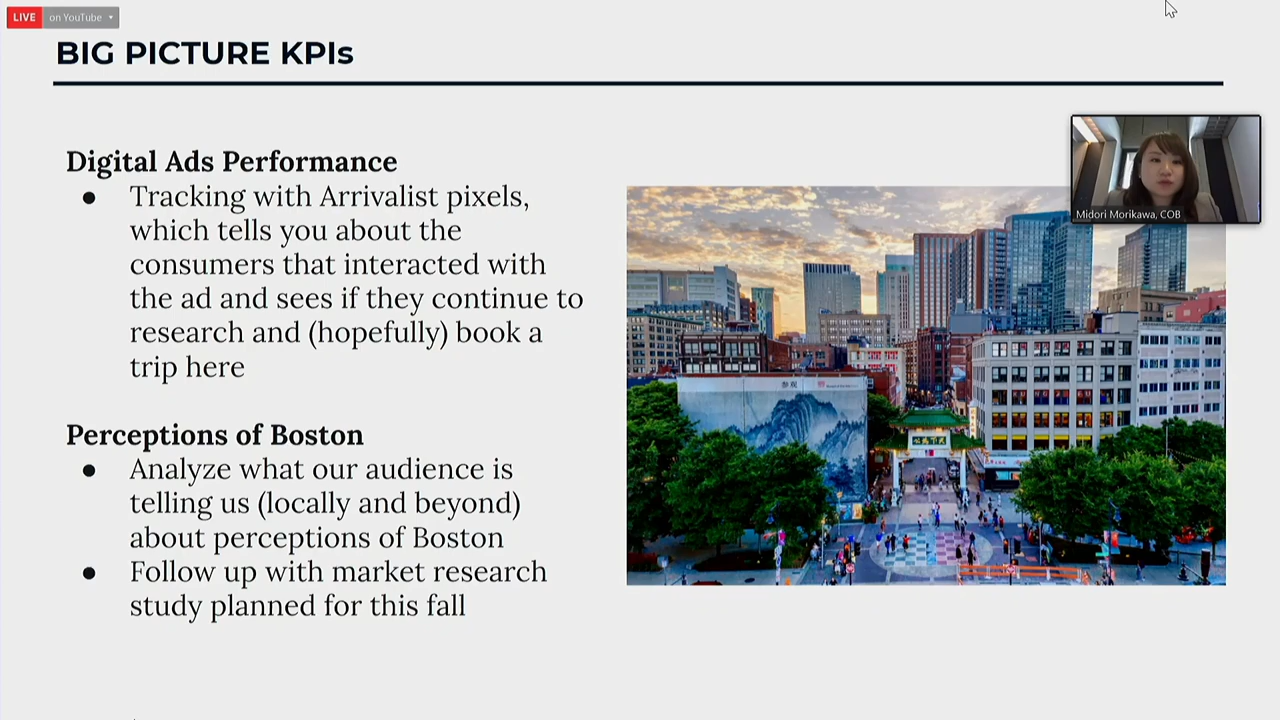 LIVE on YouTube
BIG PICTURE KPIs
Digital Ads Performance
● Tracking with Arrivalist pixels,
which tells you about the
consumers that interacted with
the ad and sees if they continue to
research and (hopefully) book a
trip here
Perceptions of Boston
● Analyze what our audience is
telling us (locally and beyond)
about perceptions of Boston
● Follow up with market research
study planned for this fall
Midori Morikawa, COB